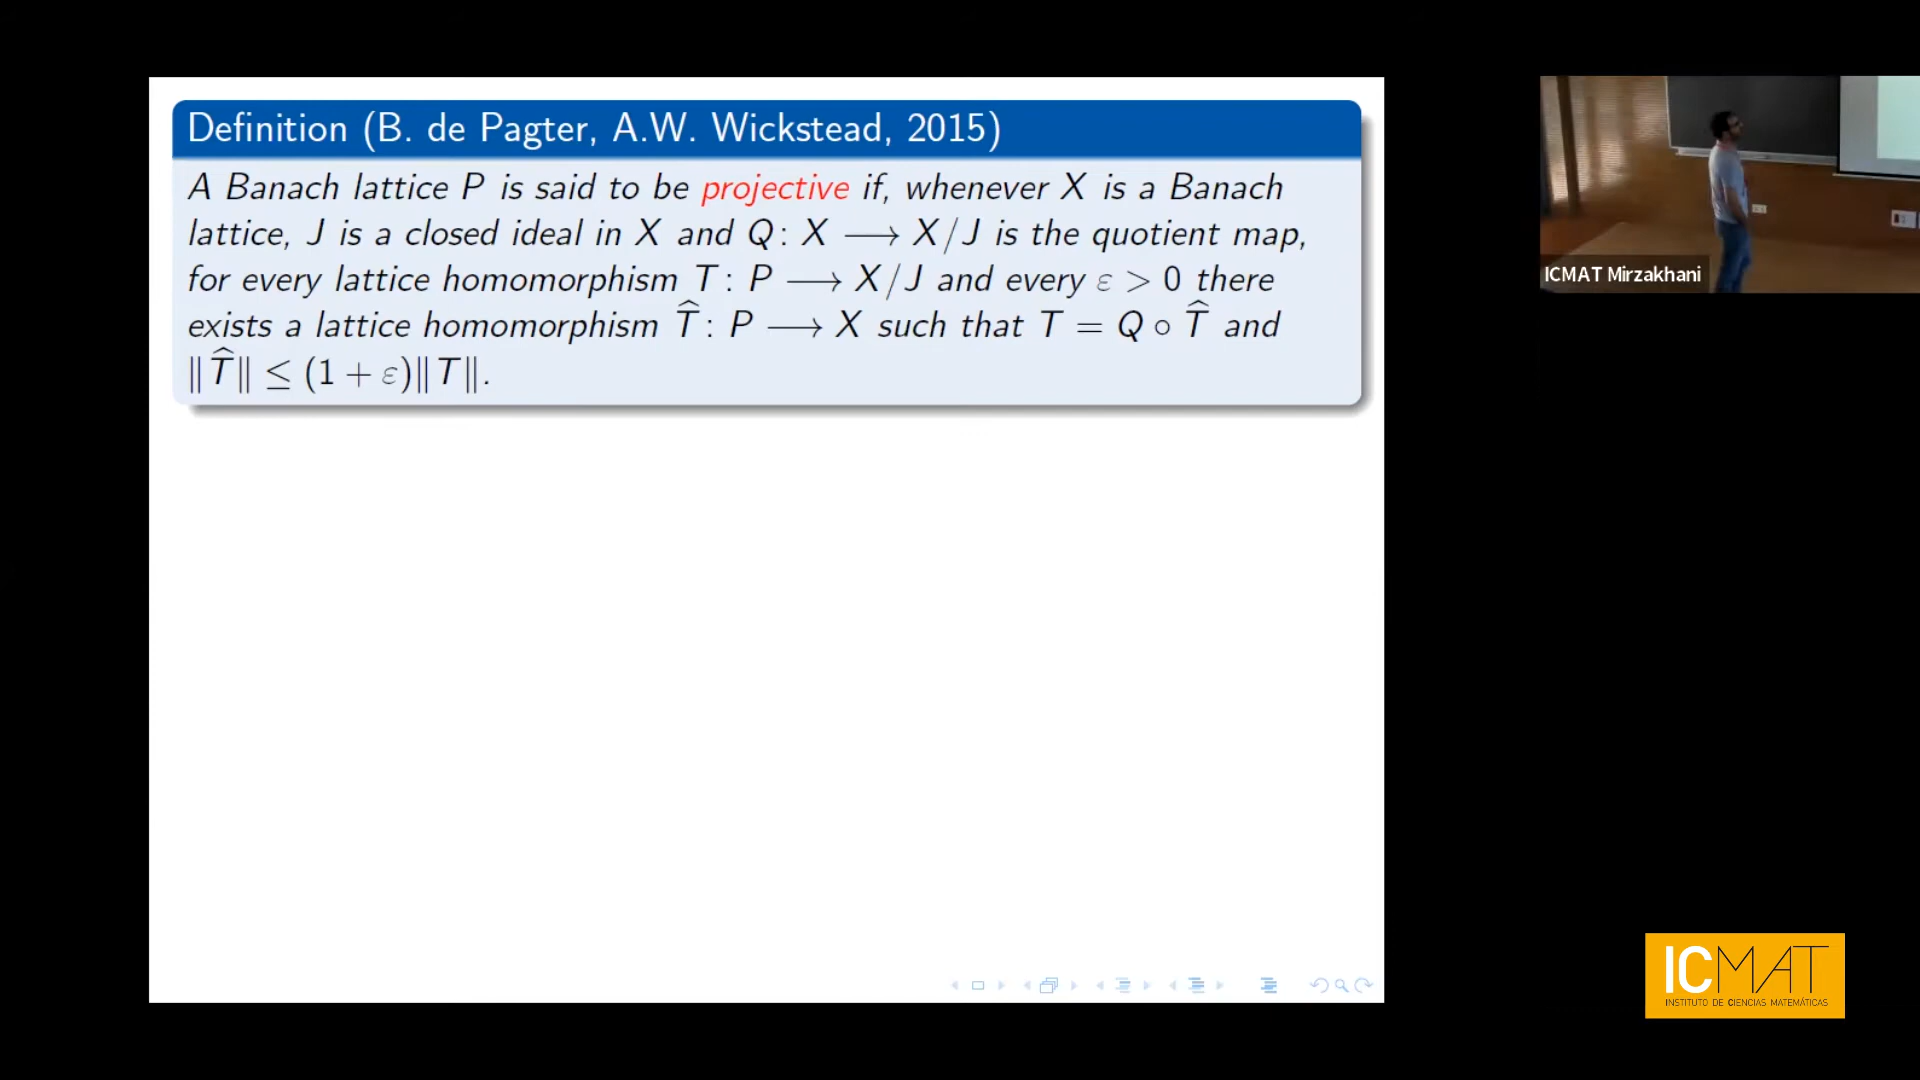 Definition (B. de Pagter, A.W. Wickstead, 2015)
A Banach lattice P is said to be projective if, whenever X is a Banach
lattice, J is a closed ideal in X and Q: X ⟶ X/J is the quotient map,
for every lattice homomorphism T: P ⟶ X/J and every ε > 0 there
exists a lattice homomorphism T̂: P ⟶ X such that T = Q ∘ T̂ and
‖T̂‖ ≤ (1 + ε)‖T‖.
ICMAT Mirzakhani
ICMAT
INSTITUTO DE CIENCIAS MATEMÁTICAS